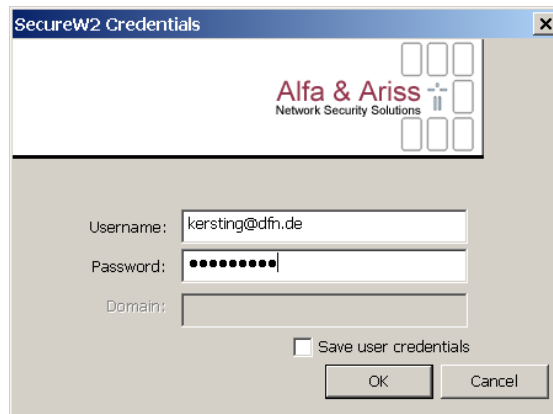 SecureW2 Credentials
Alfa & Ariss
Network Security Solutions
Username: kersting@dfn.de
Password: ●●●●●●●●●
Domain:
Save user credentials
OK Cancel